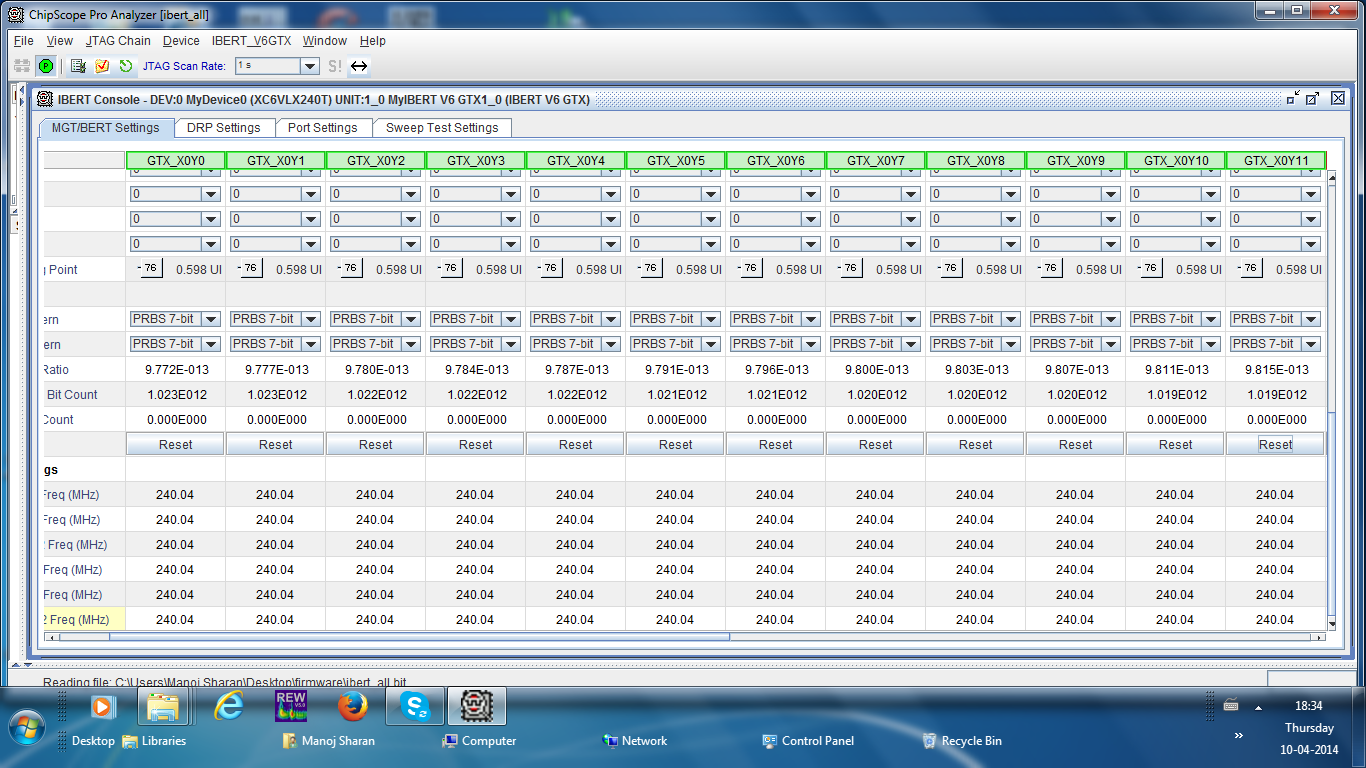 ChipScope Pro Analyzer [ibert_all]
File View JTAG Chain Device IBERT_V6GTX Window Help
JTAG Scan Rate: 1 s S!
IBERT Console - DEV:0 MyDevice0 (XC6VLX240T) UNIT:1_0 MyIBERT V6 GTX1_0 (IBERT V6 GTX)
MGT/BERT Settings DRP Settings Port Settings Sweep Test Settings
GTX_X0Y0 GTX_X0Y1 GTX_X0Y2 GTX_X0Y3 GTX_X0Y4 GTX_X0Y5 GTX_X0Y6 GTX_X0Y7 GTX_X0Y8 GTX_X0Y9 GTX_X0Y10 GTX_X0Y11
0 0 0 0 0 0 0 0 0 0 0 0
0 0 0 0 0 0 0 0 0 0 0 0
0 0 0 0 0 0 0 0 0 0 0 0
Point - 76 0.598 UI - 76 0.598 UI - 76 0.598 UI - 76 0.598 UI - 76 0.598 UI - 76 0.598 UI - 76 0.598 UI - 76 0.598 UI - 76 0.598 UI - 76 0.598 UI - 76 0.598 UI - 76 0.598 UI
ern PRBS 7-bit PRBS 7-bit PRBS 7-bit PRBS 7-bit PRBS 7-bit PRBS 7-bit PRBS 7-bit PRBS 7-bit PRBS 7-bit PRBS 7-bit PRBS 7-bit PRBS 7-bit
ern PRBS 7-bit PRBS 7-bit PRBS 7-bit PRBS 7-bit PRBS 7-bit PRBS 7-bit PRBS 7-bit PRBS 7-bit PRBS 7-bit PRBS 7-bit PRBS 7-bit PRBS 7-bit
Ratio 9.772E-013 9.777E-013 9.780E-013 9.784E-013 9.787E-013 9.791E-013 9.796E-013 9.800E-013 9.803E-013 9.807E-013 9.811E-013 9.815E-013
Bit Count 1.023E012 1.023E012 1.022E012 1.022E012 1.022E012 1.021E012 1.021E012 1.020E012 1.020E012 1.020E012 1.019E012 1.019E012
Count 0.000E000 0.000E000 0.000E000 0.000E000 0.000E000 0.000E000 0.000E000 0.000E000 0.000E000 0.000E000 0.000E000 0.000E000
Reset Reset Reset Reset Reset Reset Reset Reset Reset Reset Reset Reset
gs
Freq (MHz) 240.04 240.04 240.04 240.04 240.04 240.04 240.04 240.04 240.04 240.04 240.04 240.04
Freq (MHz) 240.04 240.04 240.04 240.04 240.04 240.04 240.04 240.04 240.04 240.04 240.04 240.04
2 Freq (MHz) 240.04 240.04 240.04 240.04 240.04 240.04 240.04 240.04 240.04 240.04 240.04 240.04
Freq (MHz) 240.04 240.04 240.04 240.04 240.04 240.04 240.04 240.04 240.04 240.04 240.04 240.04
Freq (MHz) 240.04 240.04 240.04 240.04 240.04 240.04 240.04 240.04 240.04 240.04 240.04 240.04
2 Freq (MHz) 240.04 240.04 240.04 240.04 240.04 240.04 240.04 240.04 240.04 240.04 240.04 240.04
Reading file: C:\Users\Manoj Sharan\Desktop\firmware\ibert_all.bit
REW V5.0
18:34
Thursday
10-04-2014
Desktop Libraries Manoj Sharan Computer Network Control Panel Recycle Bin